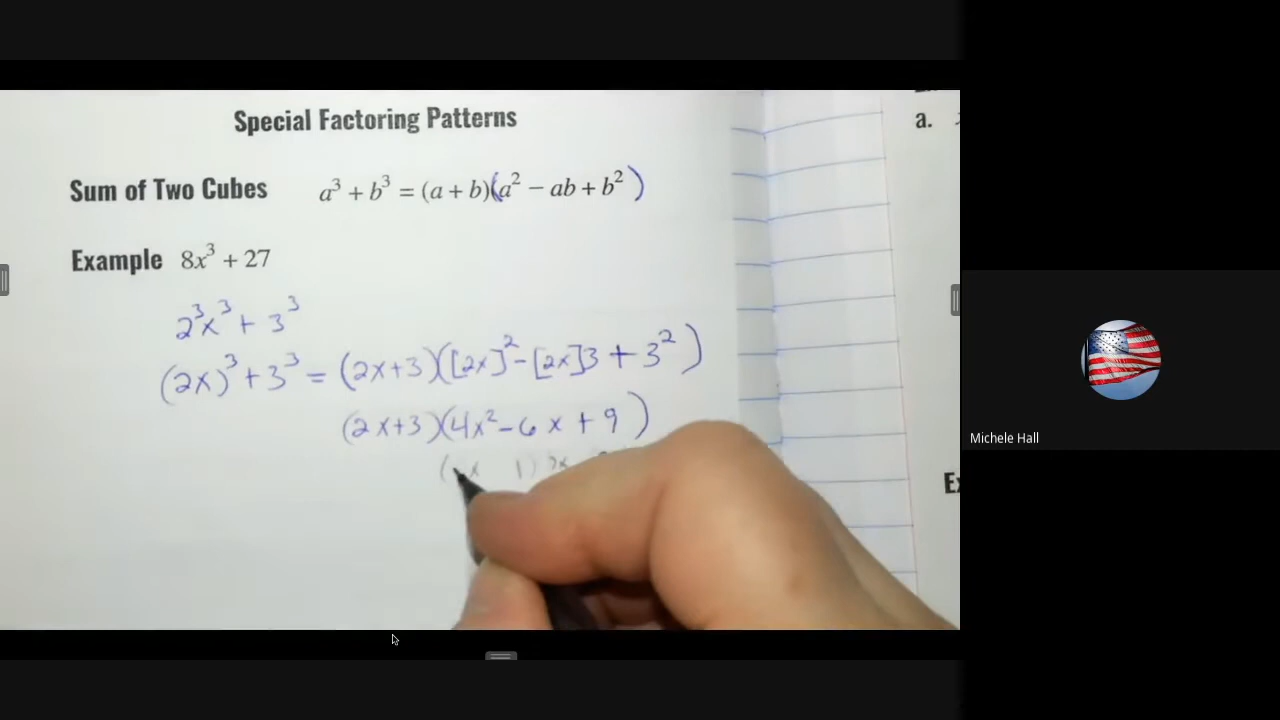 Special Factoring Patterns
a.
Sum of Two Cubes a³ + b³ = (a + b)(a² − ab + b²)
Example 8x³ + 27
2³x³ + 3³
(2x)³ + 3³ = (2x+3)([2x]² − [2x]3 + 3²)
(2x+3)(4x² − 6x + 9)
Michele Hall